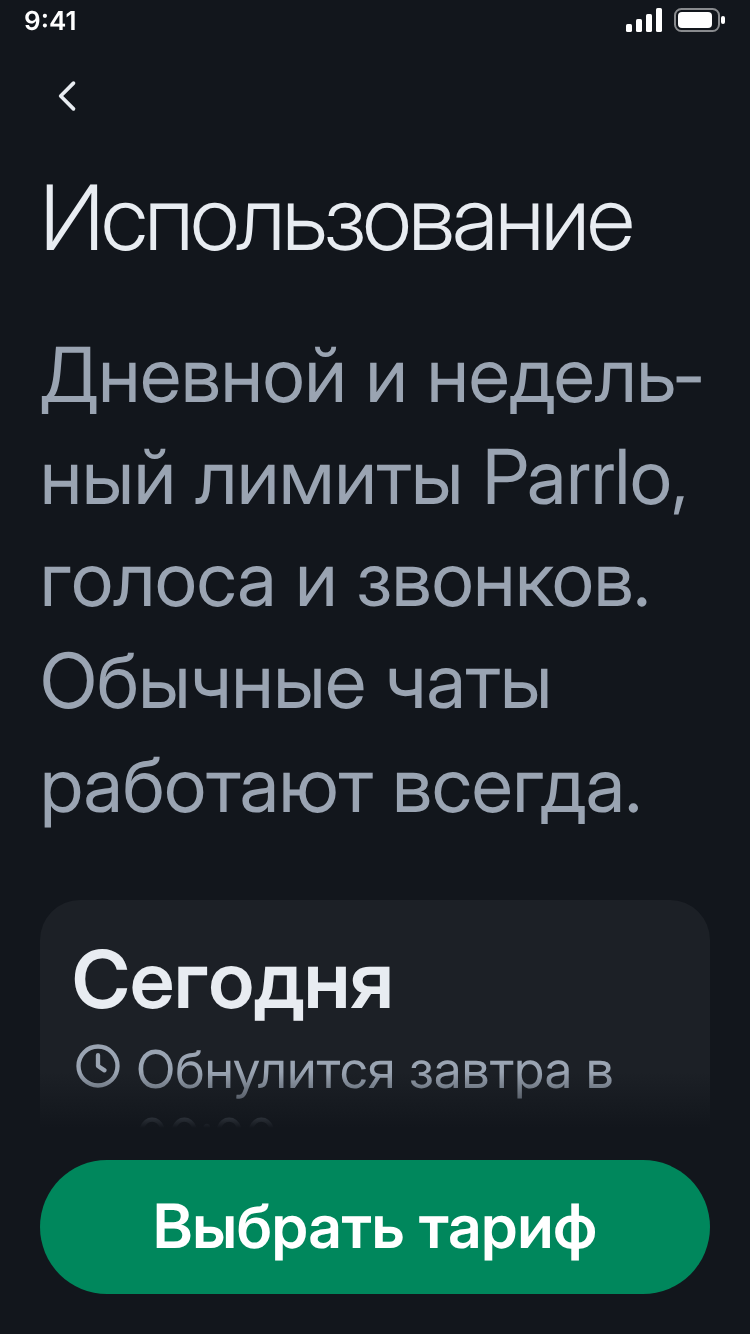 9:41
Использование
Дневной и недель-
ный лимиты Parrlo,
голоса и звонков.
Обычные чаты
работают всегда.
Сегодня
Обнулится завтра в
Выбрать тариф